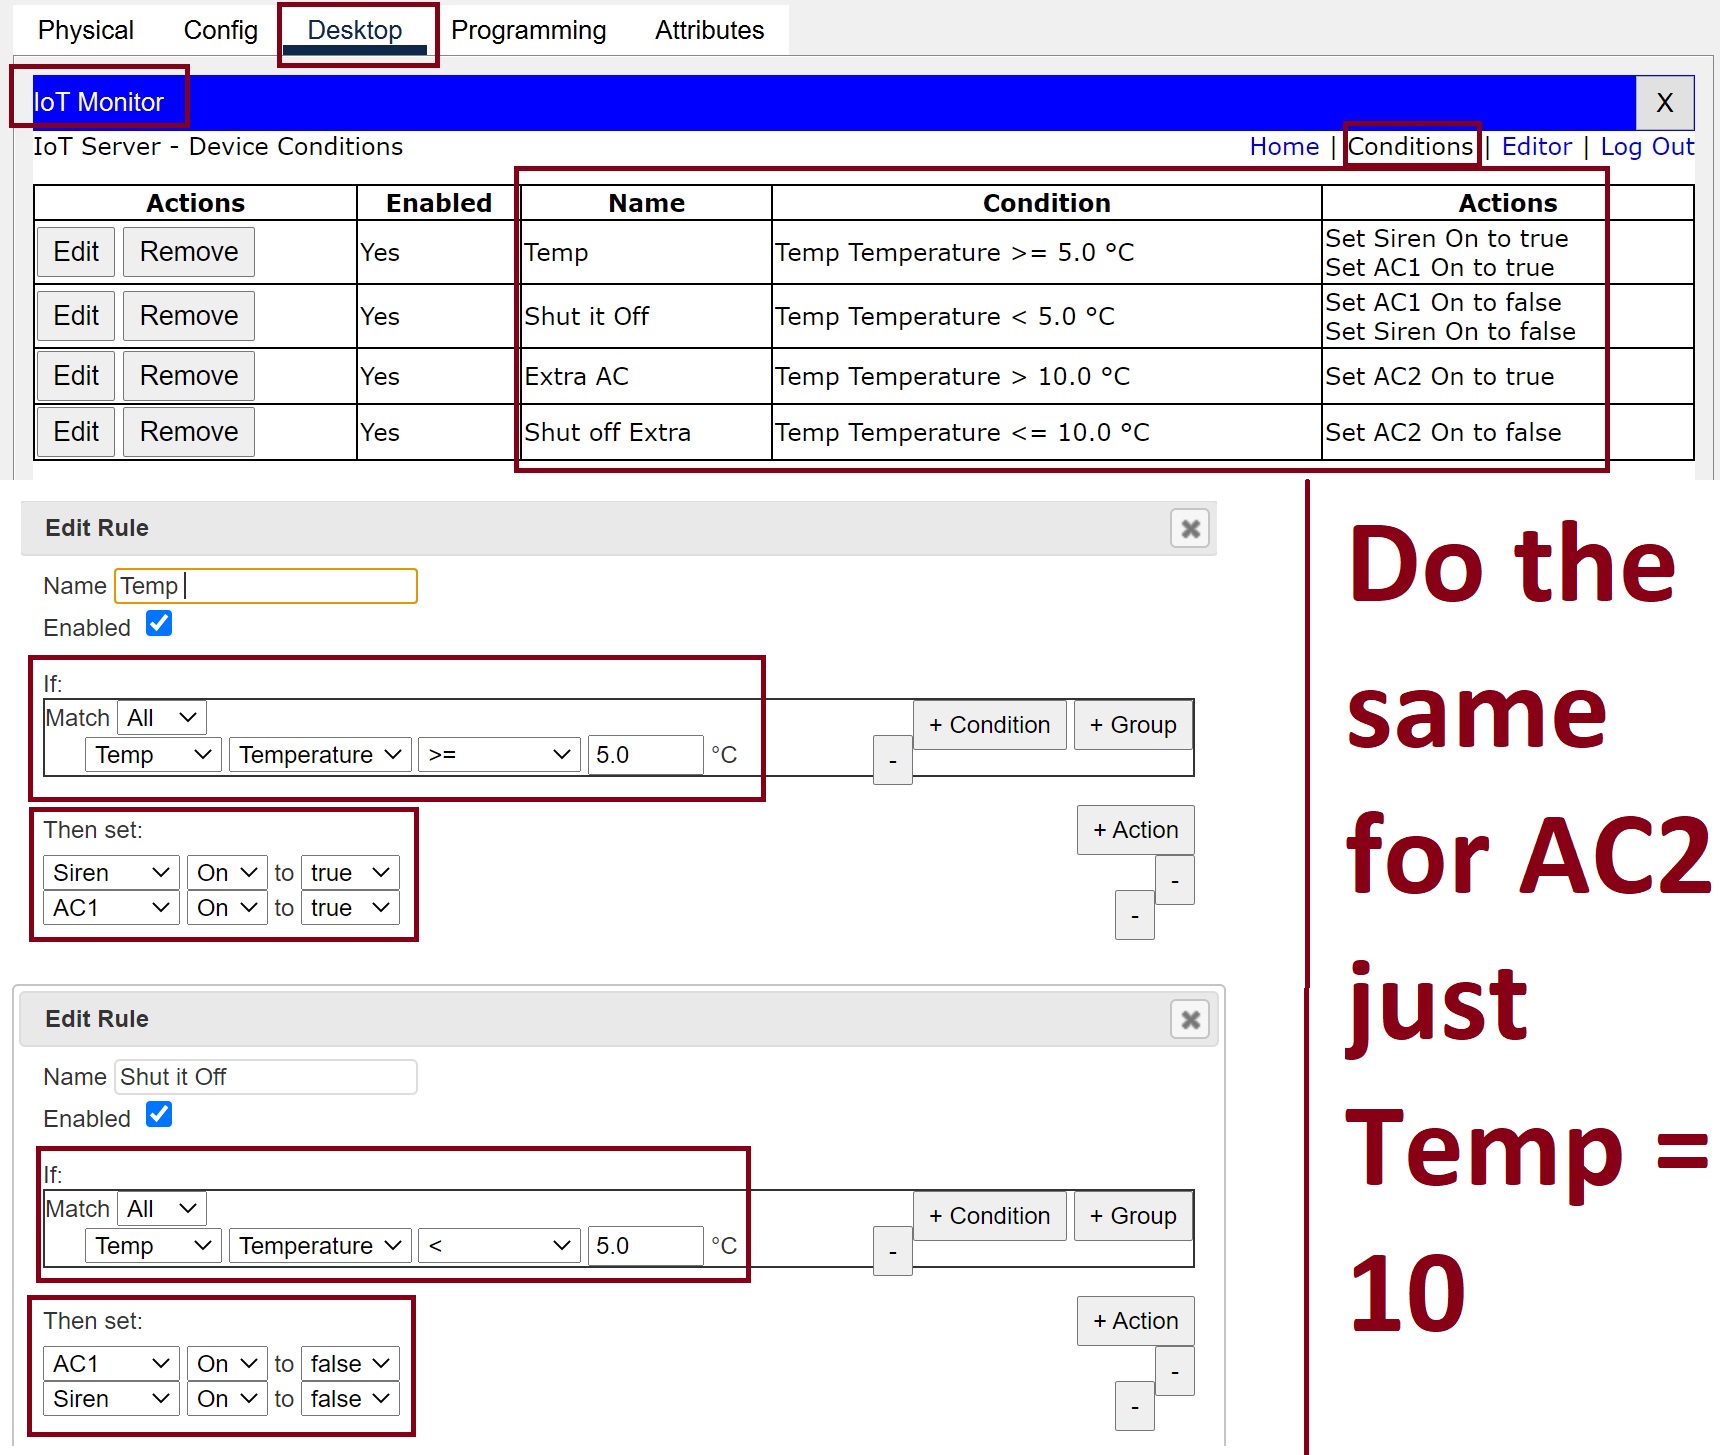 Physical Config Desktop Programming Attributes
IoT Monitor X
IoT Server - Device Conditions Home | Conditions | Editor | Log Out
Actions Enabled Name Condition Actions
Edit Remove Yes Temp Temp Temperature >= 5.0 °C Set Siren On to true
Set AC1 On to true
Edit Remove Yes Shut it Off Temp Temperature < 5.0 °C Set AC1 On to false
Set Siren On to false
Edit Remove Yes Extra AC Temp Temperature > 10.0 °C Set AC2 On to true
Edit Remove Yes Shut off Extra Temp Temperature <= 10.0 °C Set AC2 On to false
Edit Rule
Name Temp
Enabled
If:
Match All + Condition + Group
Temp Temperature >= 5.0 °C -
Then set: + Action
Siren On to true -
AC1 On to true -
Edit Rule
Name Shut it Off
Enabled
If:
Match All + Condition + Group
Temp Temperature < 5.0 °C -
Then set: + Action
AC1 On to false -
Siren On to false -
Do the
same
for AC2
just
Temp =
10